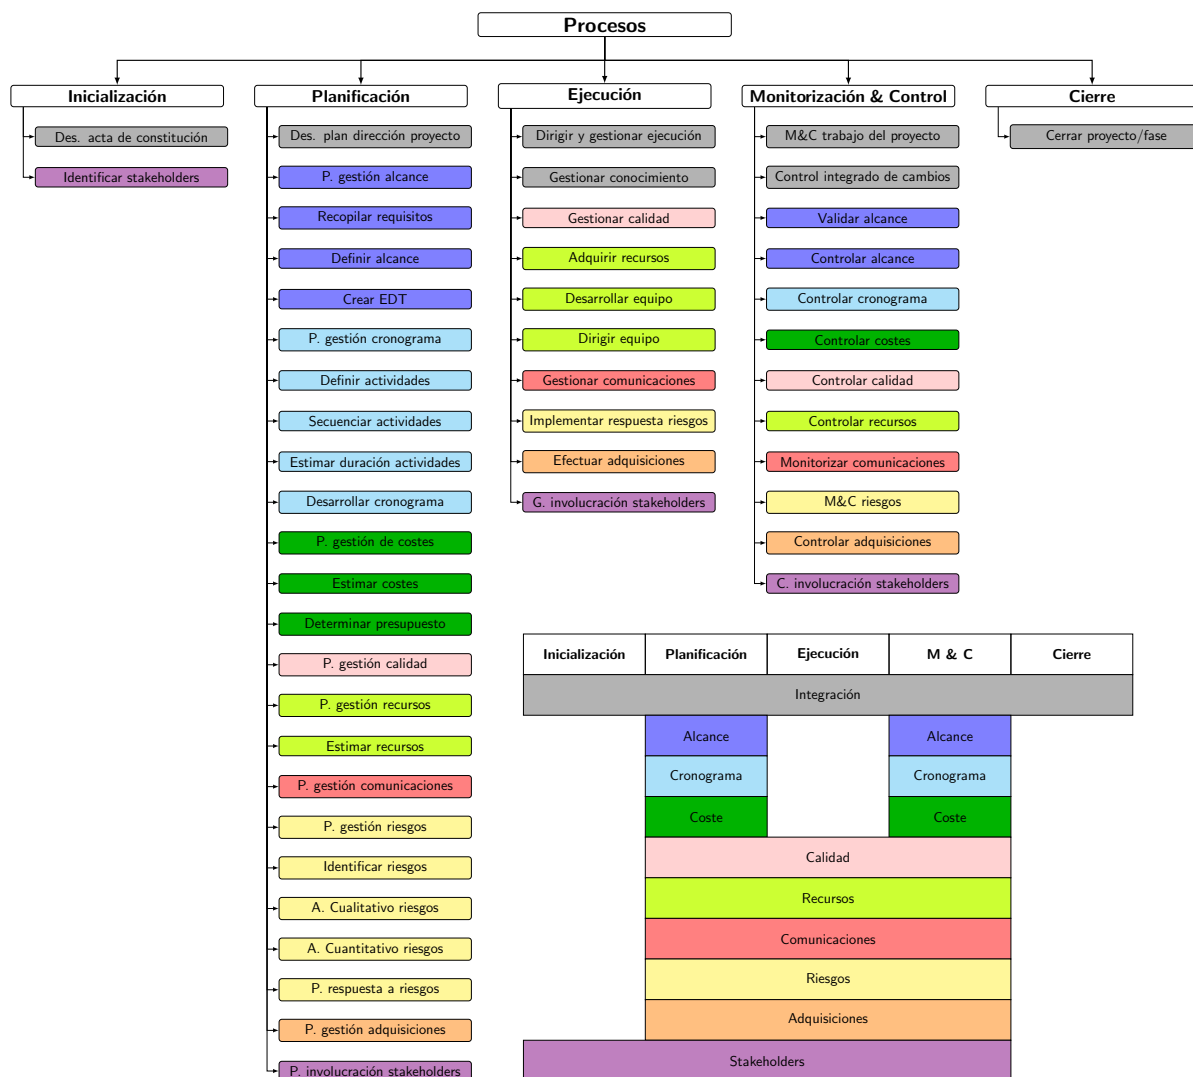 Procesos
Inicialización
Des. acta de constitución
Identificar stakeholders
Planificación
Des. plan dirección proyecto
P. gestión alcance
Recopilar requisitos
Definir alcance
Crear EDT
P. gestión cronograma
Definir actividades
Secuenciar actividades
Estimar duración actividades
Desarrollar cronograma
P. gestión de costes
Estimar costes
Determinar presupuesto
P. gestión calidad
P. gestión recursos
Estimar recursos
P. gestión comunicaciones
P. gestión riesgos
Identificar riesgos
A. Cualitativo riesgos
A. Cuantitativo riesgos
P. respuesta a riesgos
P. gestión adquisiciones
P. involucración stakeholders
Ejecución
Dirigir y gestionar ejecución
Gestionar conocimiento
Gestionar calidad
Adquirir recursos
Desarrollar equipo
Dirigir equipo
Gestionar comunicaciones
Implementar respuesta riesgos
Efectuar adquisiciones
G. involucración stakeholders
Monitorización & Control
M&C trabajo del proyecto
Control integrado de cambios
Validar alcance
Controlar alcance
Controlar cronograma
Controlar costes
Controlar calidad
Controlar recursos
Monitorizar comunicaciones
M&C riesgos
Controlar adquisiciones
C. involucración stakeholders
Cierre
Cerrar proyecto/fase
Inicialización Planificación Ejecución M & C Cierre
Integración
Alcance Alcance
Cronograma Cronograma
Coste Coste
Calidad
Recursos
Comunicaciones
Riesgos
Adquisiciones
Stakeholders